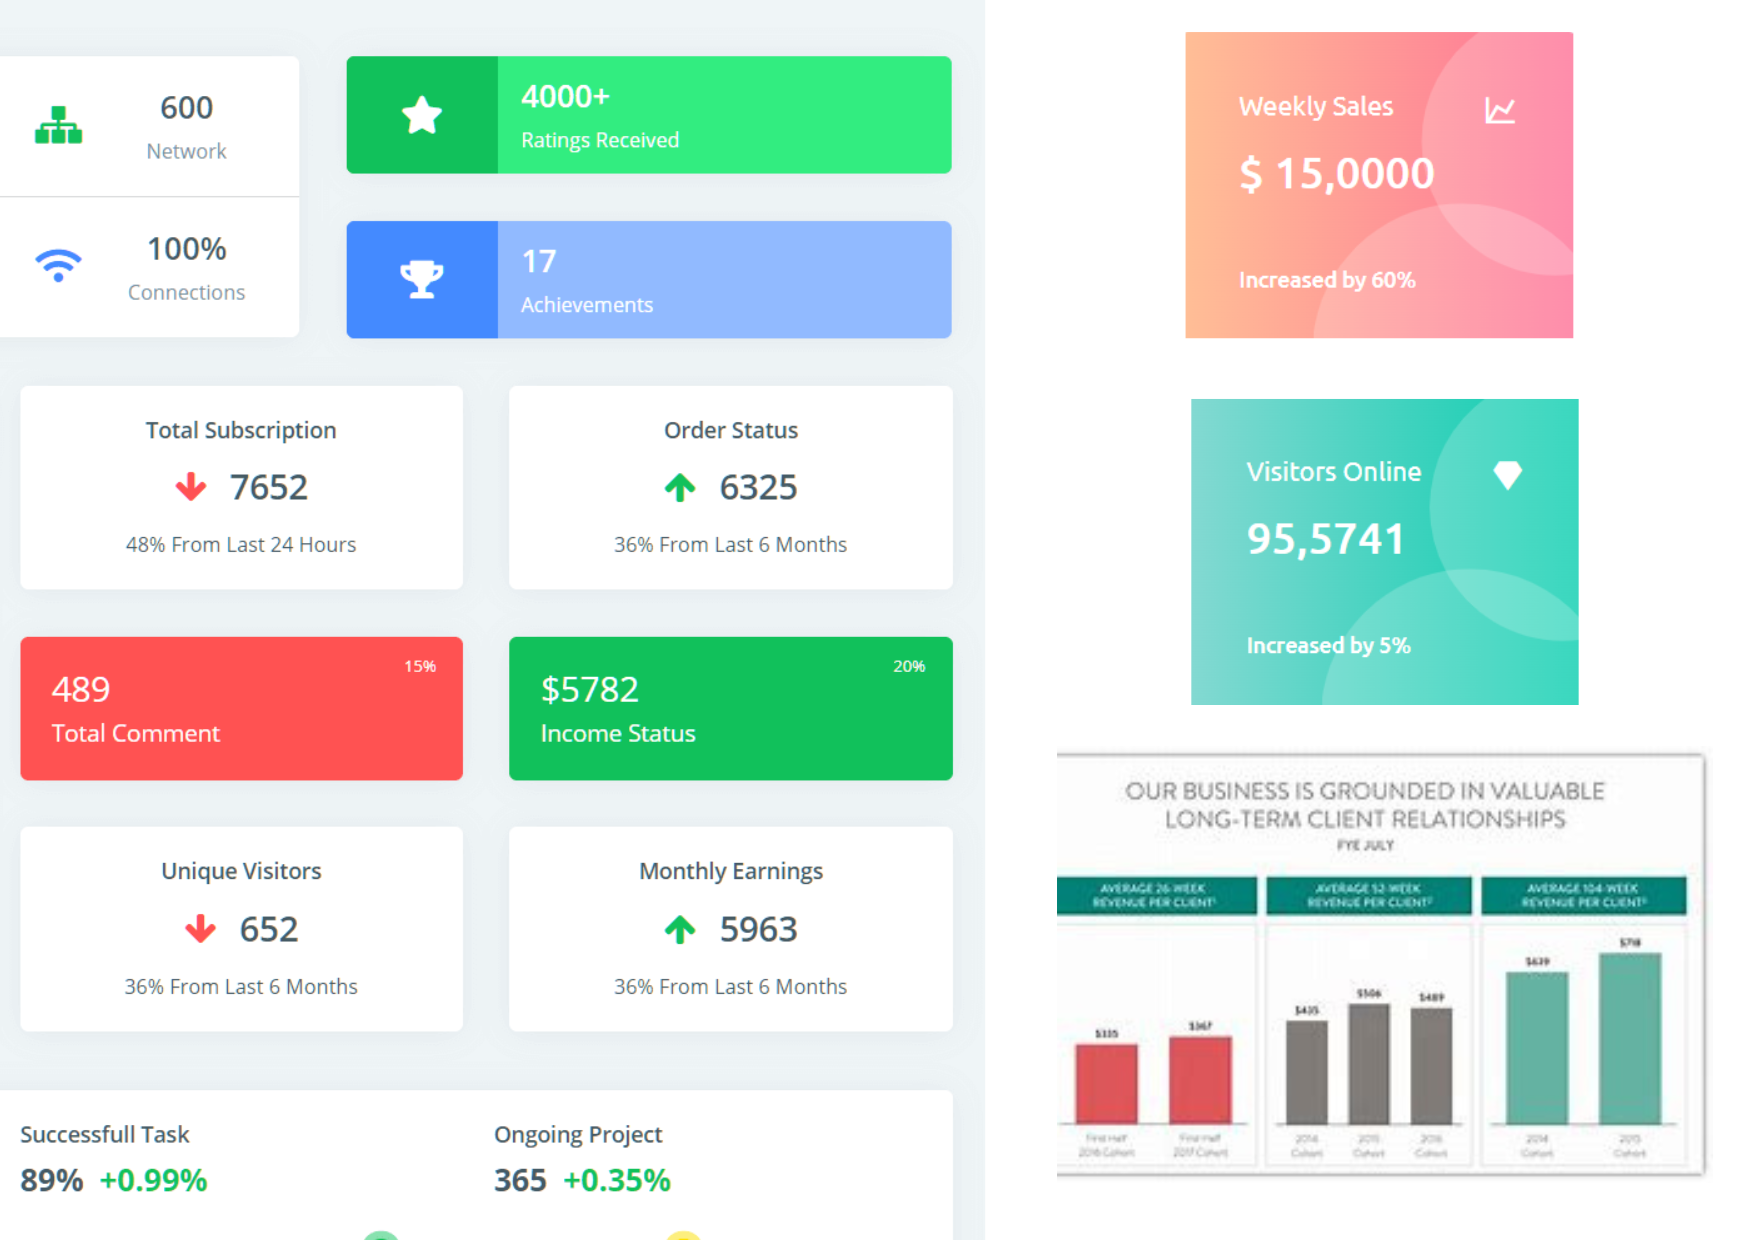 600
Network
100%
Connections
4000+
Ratings Received
17
Achievements
Total Subscription
7652
48% From Last 24 Hours
Order Status
6325
36% From Last 6 Months
489
15%
Total Comment
$5782
20%
Income Status
Unique Visitors
652
36% From Last 6 Months
Monthly Earnings
5963
36% From Last 6 Months
Successfull Task
89% +0.99%
Ongoing Project
365 +0.35%
Weekly Sales
$ 15,0000
Increased by 60%
Visitors Online
95,5741
Increased by 5%
OUR BUSINESS IS GROUNDED IN VALUABLE
LONG-TERM CLIENT RELATIONSHIPS
FYE JULY
AVERAGE 26-WEEK
REVENUE PER CLIENT¹
AVERAGE 52-WEEK
REVENUE PER CLIENT²
AVERAGE 104-WEEK
REVENUE PER CLIENT³
$335
$367
First Half
2016 Cohort
First Half
2017 Cohort
$435
$506
$489
2014
Cohort
2015
Cohort
2016
Cohort
$639
$718
2014
Cohort
2015
Cohort